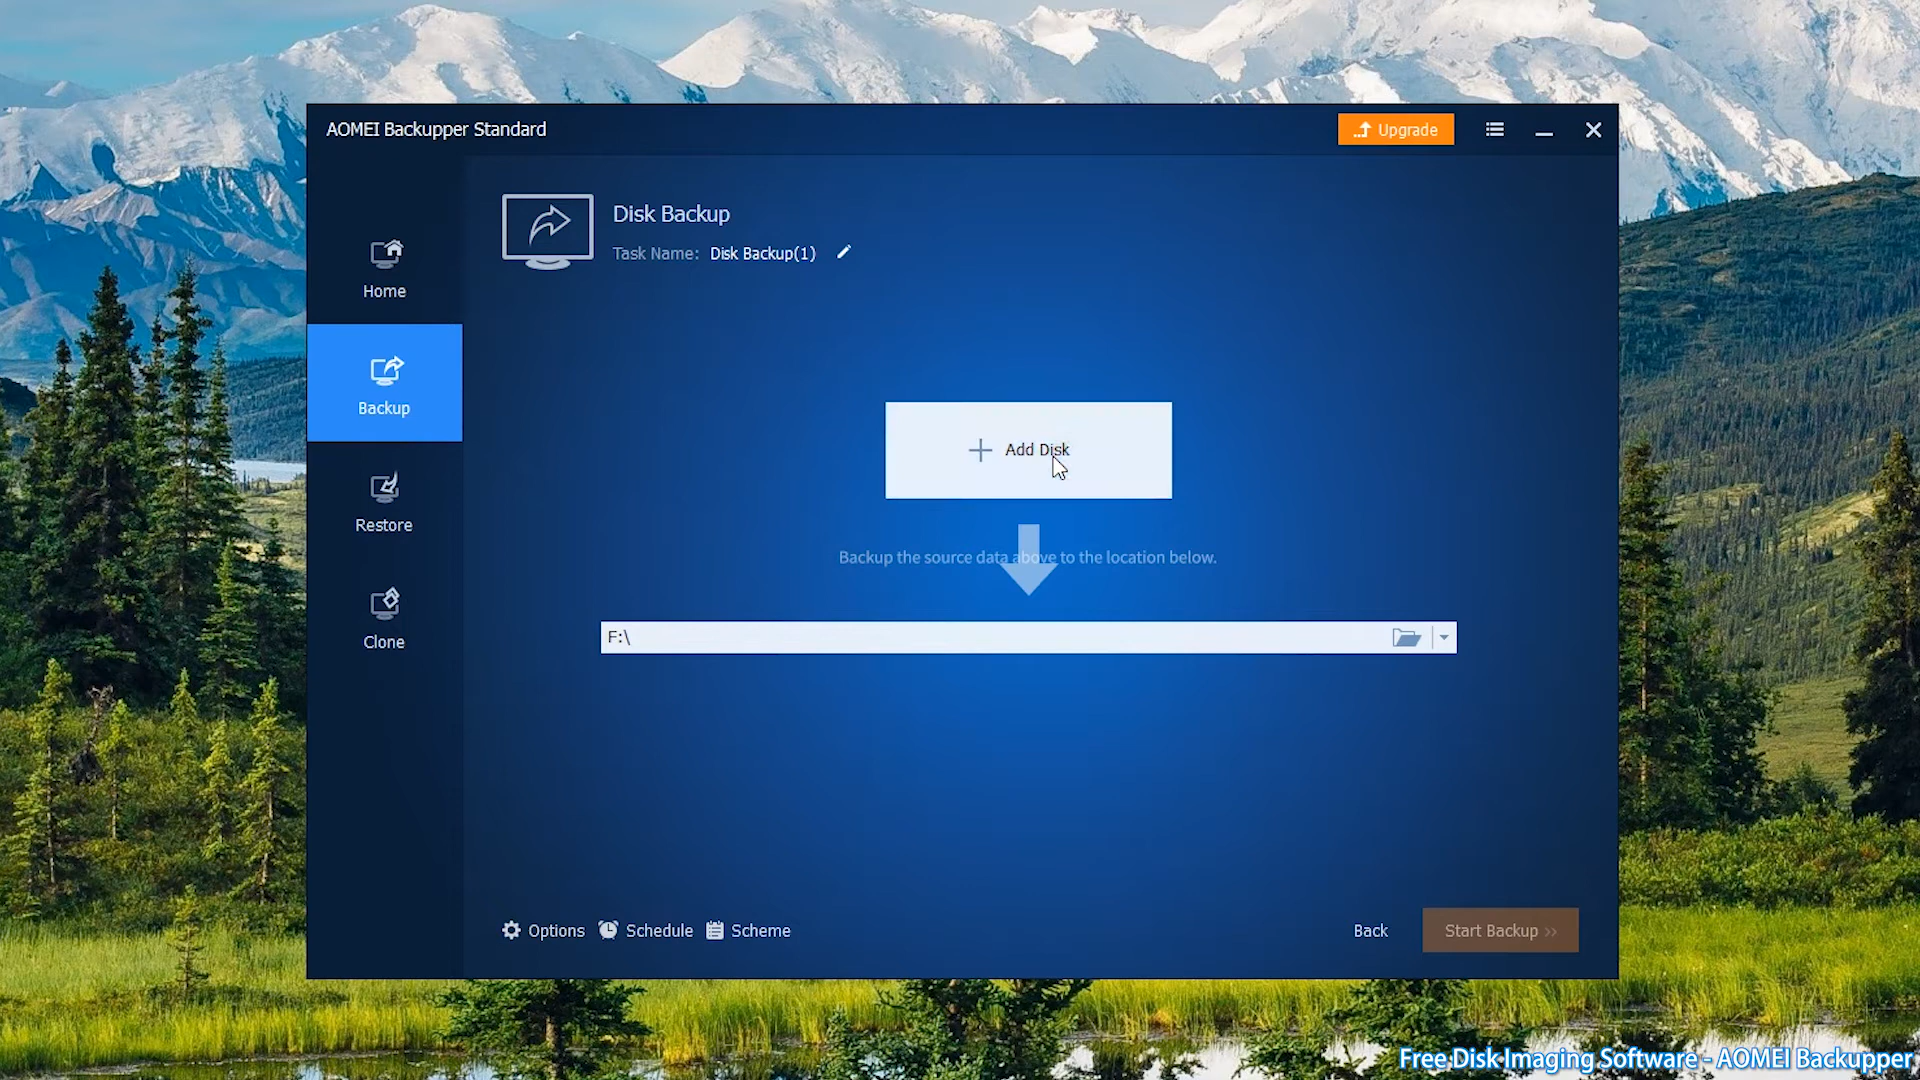 AOMEI Backupper Standard
Upgrade
Disk Backup
Task Name: Disk Backup(1)
Home
Backup
Restore
Clone
Add Disk
Backup the source data above to the location below.
F:\
Options
Schedule
Scheme
Back
Start Backup >>
Free Disk Imaging Software - AOMEI Backupper